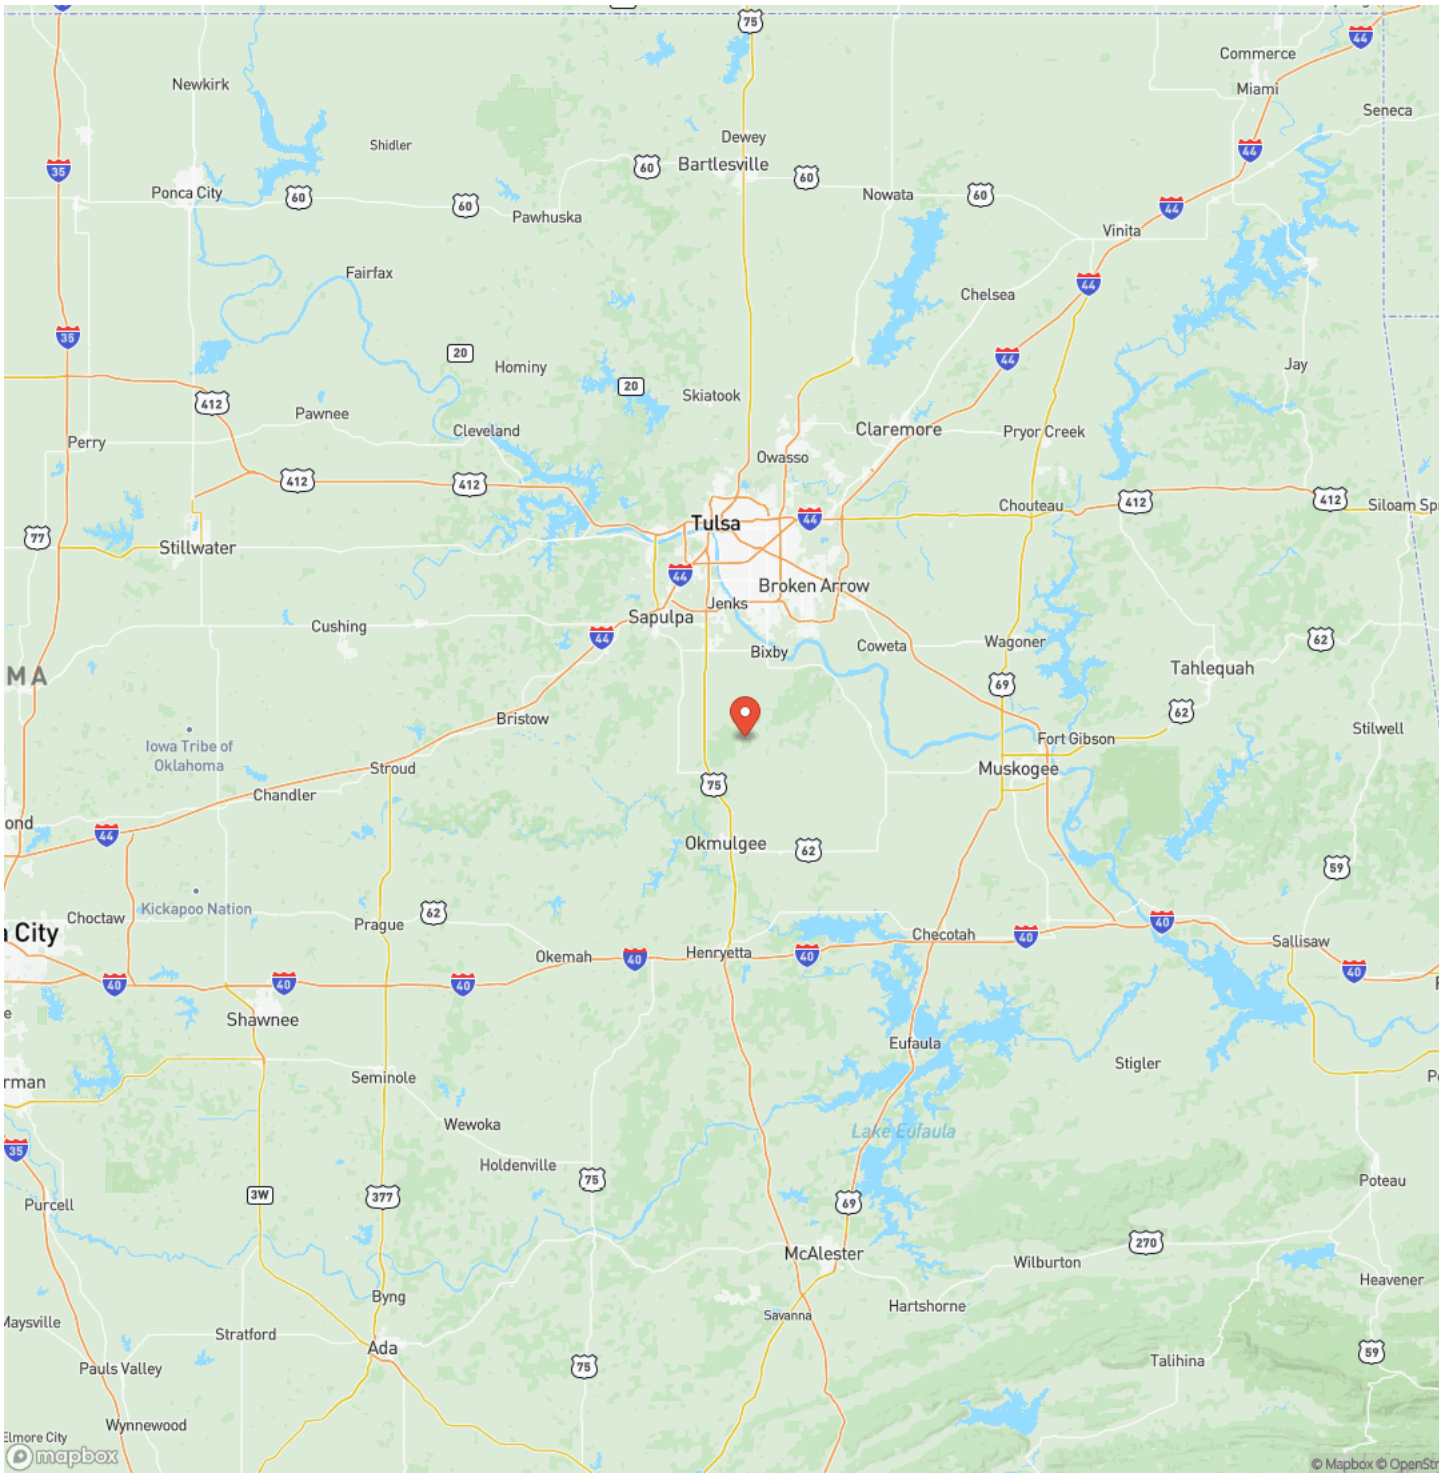 75
44
Commerce
Miami
Newkirk
Seneca
Dewey
Shidler
44
Bartlesville
35
60
60
Ponca City
60
60
Nowata
60
44
Pawhuska
Vinita
Fairfax
44
Chelsea
35
20
44
Hominy
Jay
20
Skiatook
412
Pawnee
Cleveland
Claremore
Pryor Creek
Perry
Owasso
412
412
412
412
Chouteau
Siloam Spr
Tulsa
44
77
Stillwater
44
Broken Arrow
Jenks
Sapulpa
Cushing
44
62
Bixby
Coweta
Wagoner
Tahlequah
MA
69
62
Bristow
Stilwell
Iowa Tribe of
Oklahoma
Fort Gibson
Stroud
Muskogee
75
Chandler
ond
44
Okmulgee
62
59
Kickapoo Nation
Choctaw
62
Prague
City
40
Checotah
40
Sallisaw
Henryetta
40
Okemah
40
40
40
40
40
Shawnee
e
Eufaula
Stigler
rman
Seminole
Wewoka
Lake Eufaula
35
Holdenville
75
Poteau
3W
377
69
Purcell
270
McAlester
Wilburton
Heavener
Byng
Hartshorne
Savanna
Maysville
Stratford
Ada
59
Talihina
Pauls Valley
75
Wynnewood
Elmore City
mapbox
© Mapbox © OpenStr